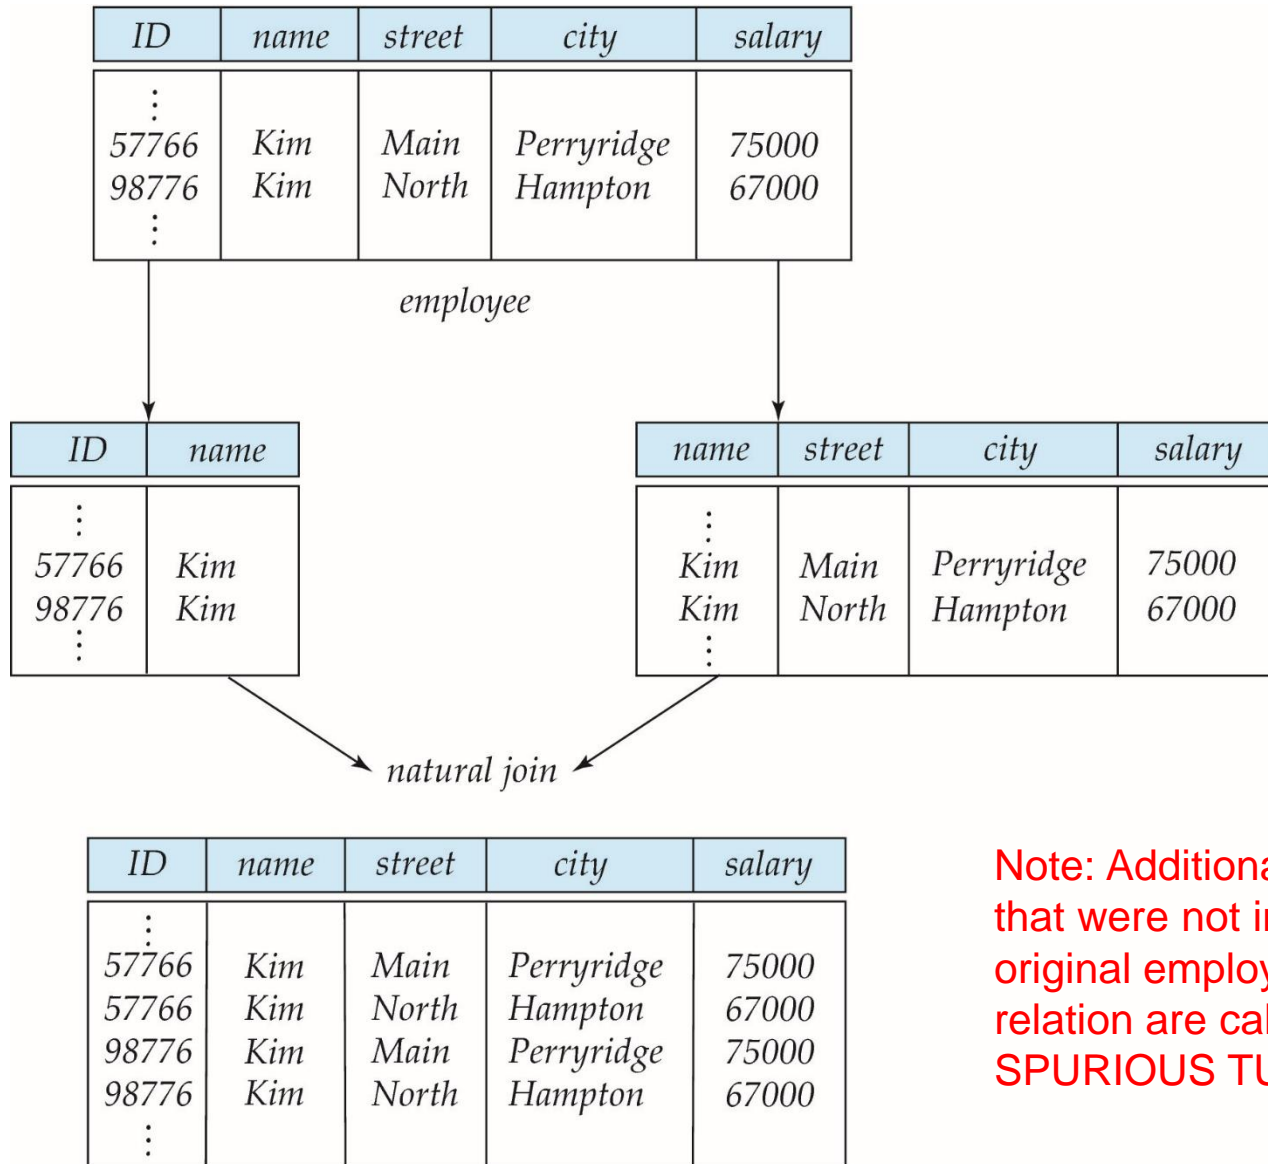 ID name street city salary
⋮
57766 Kim Main Perryridge 75000
98776 Kim North Hampton 67000
⋮
employee
ID name
⋮
57766 Kim
98776 Kim
⋮
name street city salary
⋮
Kim Main Perryridge 75000
Kim North Hampton 67000
⋮
natural join
ID name street city salary
⋮
57766 Kim Main Perryridge 75000
57766 Kim North Hampton 67000
98776 Kim Main Perryridge 75000
98776 Kim North Hampton 67000
⋮
Note:
that were not
original
relation are
SPURIOUS